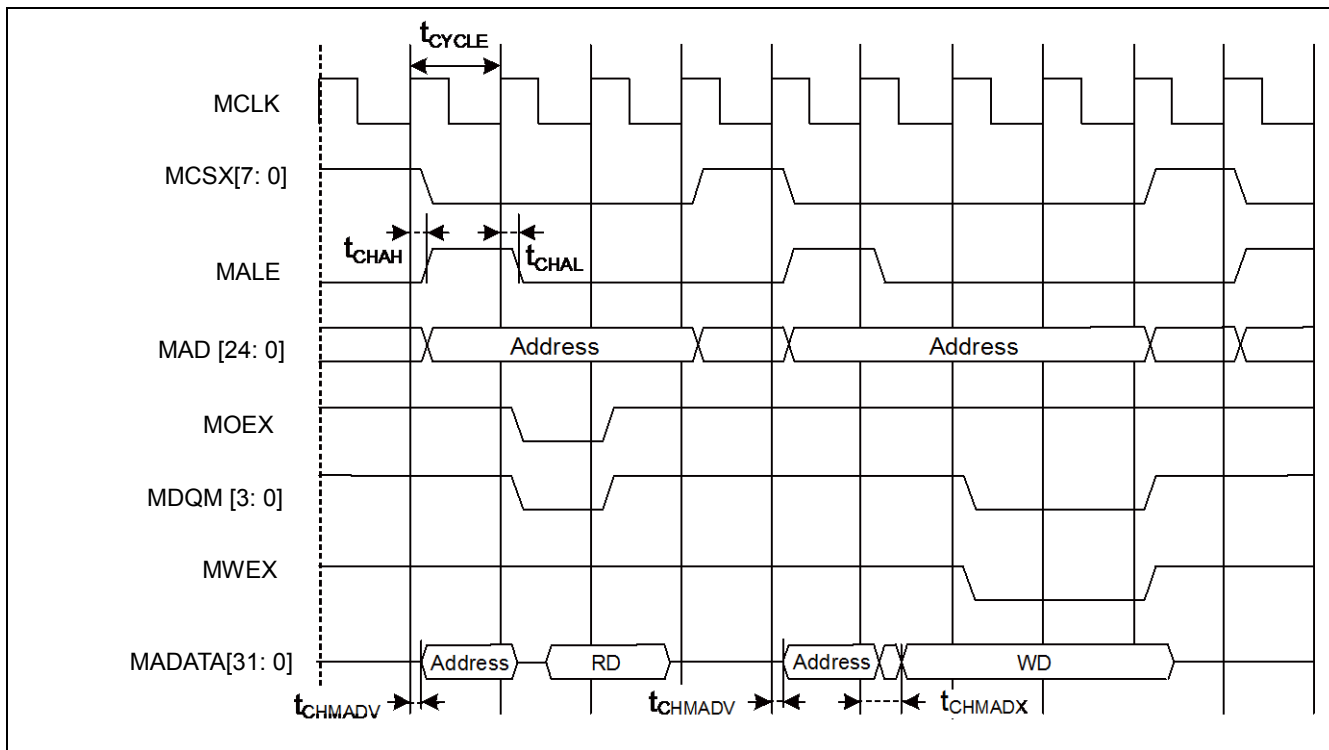 tCYCLE
MCLK
MCSX[7: 0]
tCHAH
tCHAL
MALE
MAD [24: 0]
Address
Address
MOEX
MDQM [3: 0]
MWEX
MADATA[31: 0]
Address
RD
Address
WD
tCHMADV
tCHMADV
tCHMADX